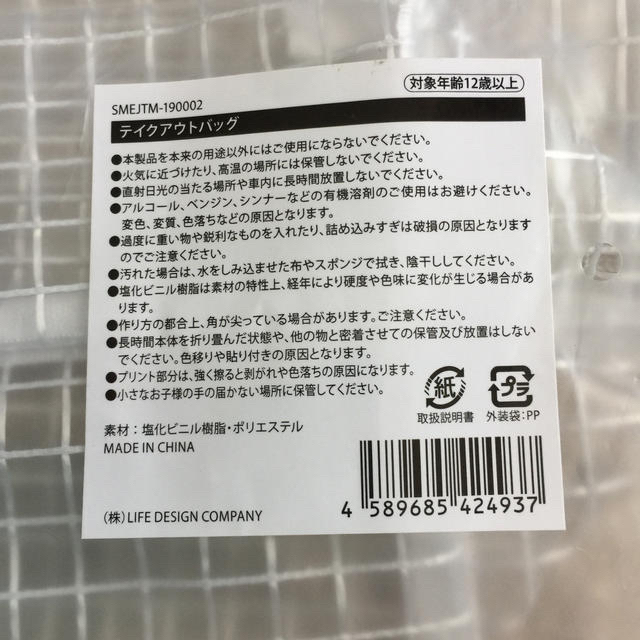 対象年齢12歳以上
SMEJTM-190002
テイクアウトバッグ
●本製品を本来の用途以外にはご使用にならないでください。
●火気に近づけたり、高温の場所には保管しないでください。
●直射日光の当たる場所や車内に長時間放置しないでください。
●アルコール、ベンジン、シンナーなどの有機溶剤のご使用はお避けください。
変色、変質、色落ちなどの原因となります。
●過度に重い物や鋭利なものを入れたり、詰め込みすぎは破損の原因となります
のでご注意ください。
●汚れた場合は、水をしみ込ませた布やスポンジで拭き、陰干ししてください。
●塩化ビニル樹脂は素材の特性上、経年により硬度や色味に変化が生じる場合があ
ります。
●作り方の都合上、角が尖っている場合があります。ご注意ください。
●長時間本体を折り畳んだ状態や、他の物と密着させての保管及び放置はしない
でください。色移りや貼り付きの原因となります。
●プリント部分は、強く擦ると剥がれや色落ちの原因になります。
●小さなお子様の手の届かない場所に保管してください。
紙
プラ
取扱説明書
外装袋:PP
素材:塩化ビニル樹脂・ポリエステル
MADE IN CHINA
(株)LIFE DESIGN COMPANY
4 589685 424937